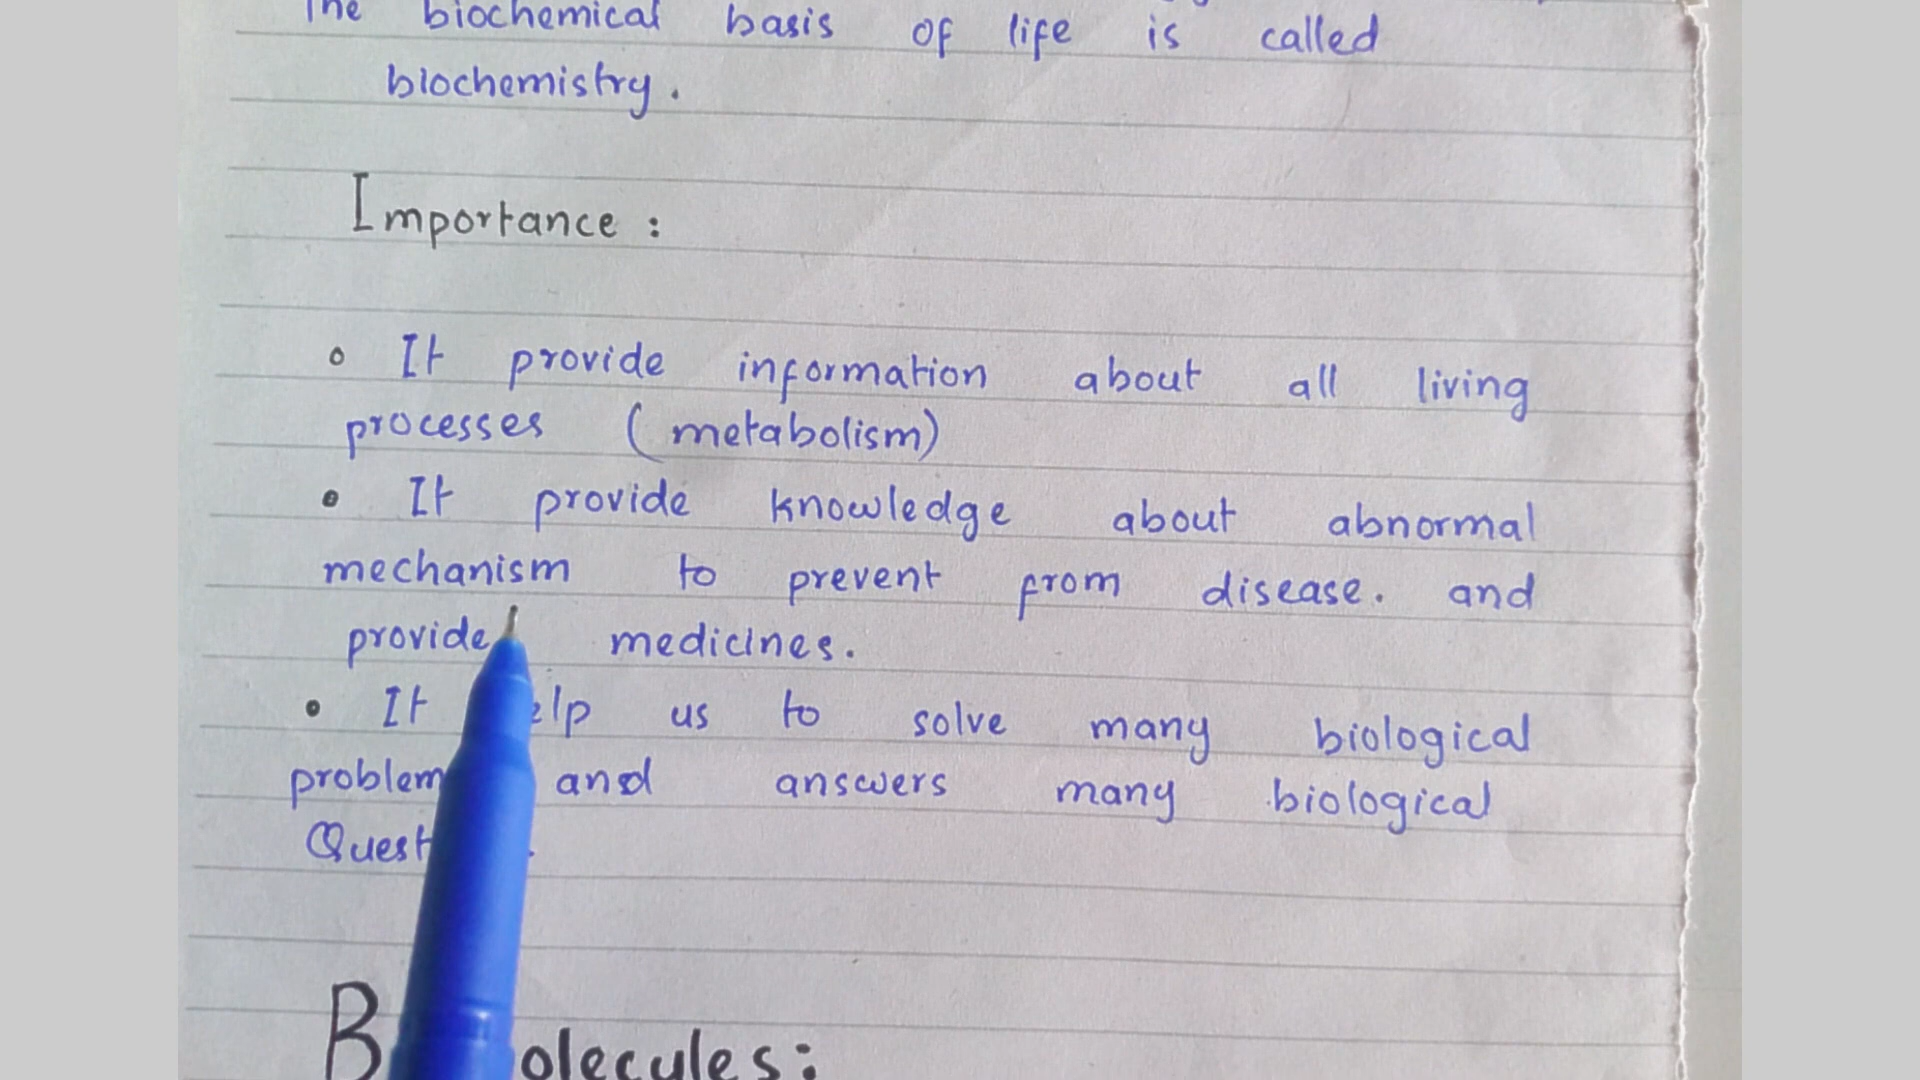 The biochemical basis of life is called
biochemistry.
Importance :
• It provide information about all living
processes (metabolism)
• It provide knowledge about abnormal
mechanism to prevent from disease. and
provide medicines.
• It us to solve many biological
and answers many biological